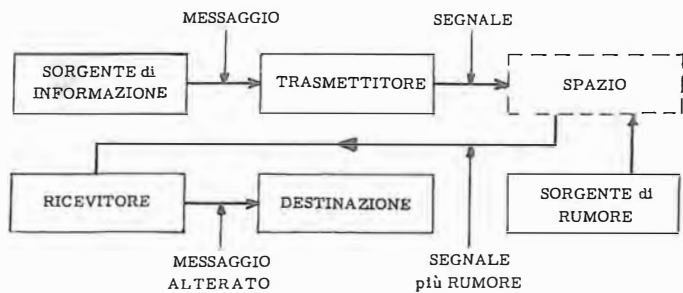 MESSAGGIO
SEGNALE
SORGENTE di
INFORMAZIONE
TRASMETTITORE
SPAZIO
RICEVITORE
DESTINAZIONE
SORGENTE di
RUMORE
MESSAGGIO
ALTERATO
SEGNALE
più RUMORE